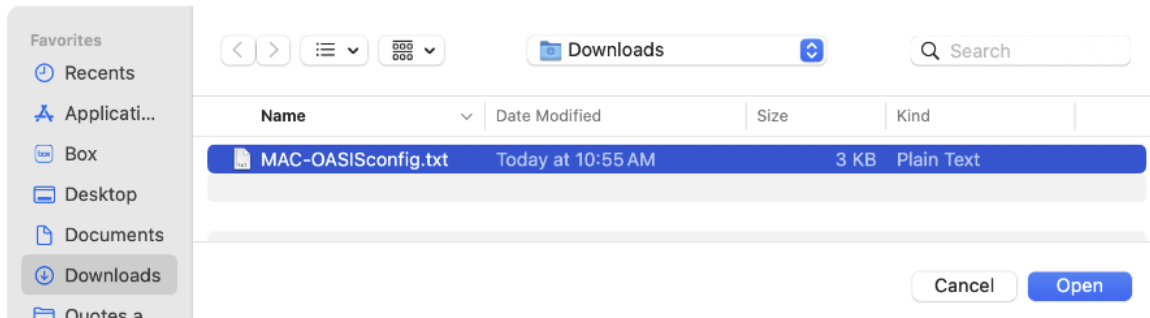 Favorites
Recents
Applicati...
Box
Desktop
Documents
Downloads
Quotes a
Downloads
Search
Name Date Modified Size Kind
MAC-OASISconfig.txt Today at 10:55 AM 3 KB Plain Text
Cancel Open